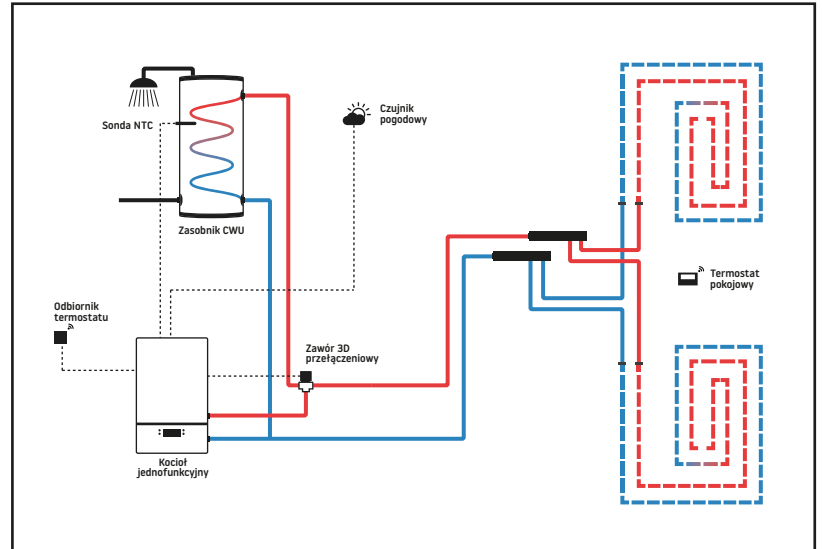 Sonda NTC
Czujnik
pogodowy
Zasobnik CWU
Termostat
pokojowy
Odbiornik
termostatu
Zawór 3D
przełączeniowy
Kocioł
jednofunkcyjny